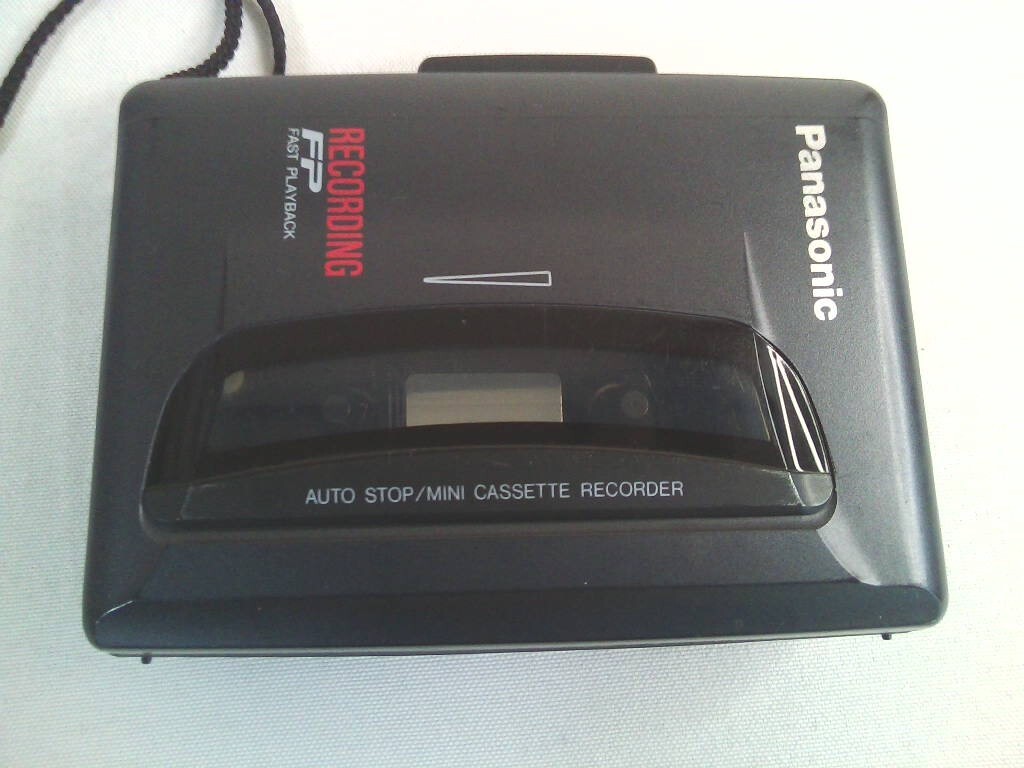 Panasonic
RECORDING
FP
FAST PLAYBACK
AUTO STOP/MINI CASSETTE RECORDER